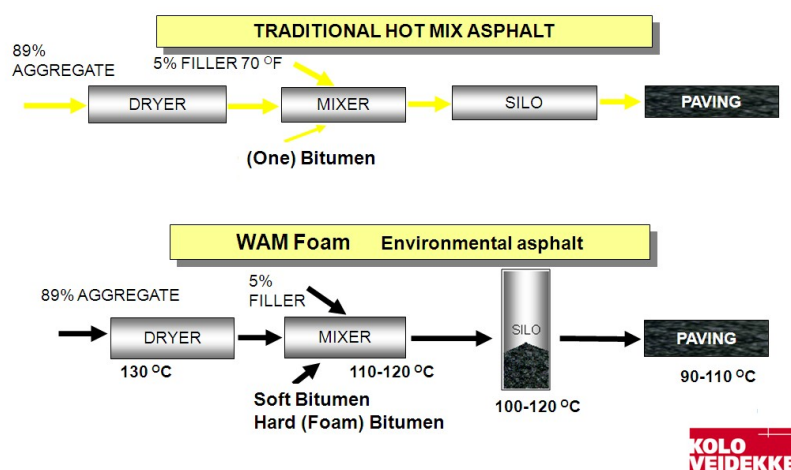 TRADITIONAL HOT MIX ASPHALT
89%
AGGREGATE
5% FILLER 70 °F
DRYER
MIXER
SILO
PAVING
(One) Bitumen
WAM Foam Environmental asphalt
89% AGGREGATE
5%
FILLER
DRYER
MIXER
SILO
PAVING
130 °C
110-120 °C
90-110 °C
Soft Bitumen
Hard (Foam) Bitumen
100-120 °C
KOLO
VEIDEKKE